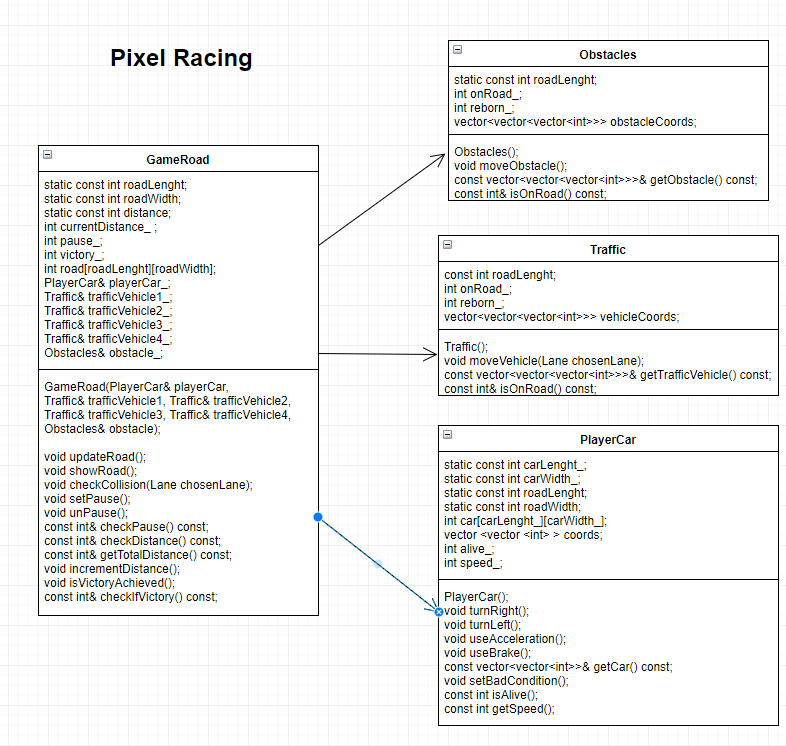 Pixel Racing
GameRoad
static const int roadLenght;
static const int roadWidth;
static const int distance;
int currentDistance_ ;
int pause_;
int victory_;
int road[roadLenght][roadWidth];
PlayerCar& playerCar_;
Traffic& trafficVehicle1_;
Traffic& trafficVehicle2_;
Traffic& trafficVehicle3_;
Traffic& trafficVehicle4_;
Obstacles& obstacle_;
GameRoad(PlayerCar& playerCar,
Traffic& trafficVehicle1, Traffic& trafficVehicle2,
Traffic& trafficVehicle3, Traffic& trafficVehicle4,
Obstacles& obstacle);
void updateRoad();
void showRoad();
void checkCollision(Lane chosenLane);
void setPause();
void unPause();
const int& checkPause() const;
const int& checkDistance() const;
const int& getTotalDistance() const;
void incrementDistance();
void isVictoryAchieved();
const int& checkIfVictory() const;
Obstacles
static const int roadLenght;
int onRoad_;
int reborn_;
vector<vector<vector<int>>> obstacleCoords;
Obstacles();
void moveObstacle();
const vector<vector<vector<int>>>& getObstacle() const;
const int& isOnRoad() const;
Traffic
const int roadLenght;
int onRoad_;
int reborn_;
vector<vector<vector<int>>> vehicleCoords;
Traffic();
void moveVehicle(Lane chosenLane);
const vector<vector<vector<int>>>& getTrafficVehicle() const;
const int& isOnRoad() const;
PlayerCar
static const int carLenght_;
static const int carWidth_;
static const int roadLenght;
static const int roadWidth;
int car[carLenght_][carWidth_];
vector <vector <int> > coords;
int alive_;
int speed_;
PlayerCar();
void turnRight();
void turnLeft();
void useAcceleration();
void useBrake();
const vector<vector<int>>& getCar() const;
void setBadCondition();
const int isAlive();
const int getSpeed();